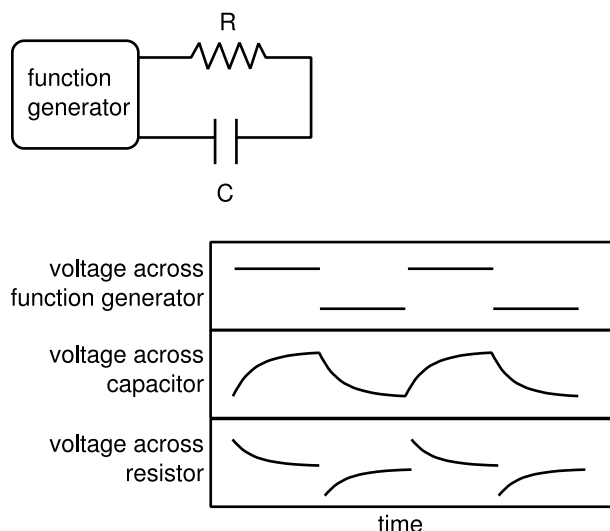 R
function
generator
C
voltage across
function generator
voltage across
capacitor
voltage across
resistor
time